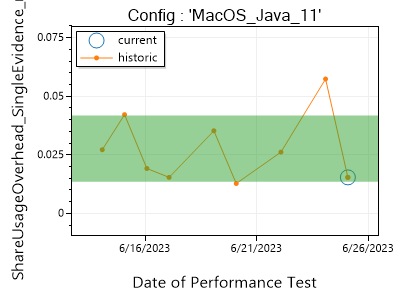 Config : 'MacOS_Java_11'
current
historic
0.075
0.05
0.025
0
6/16/2023
6/21/2023
6/26/2023
Date of Performance Test
ShareUsageOverhead_SingleEvidence_